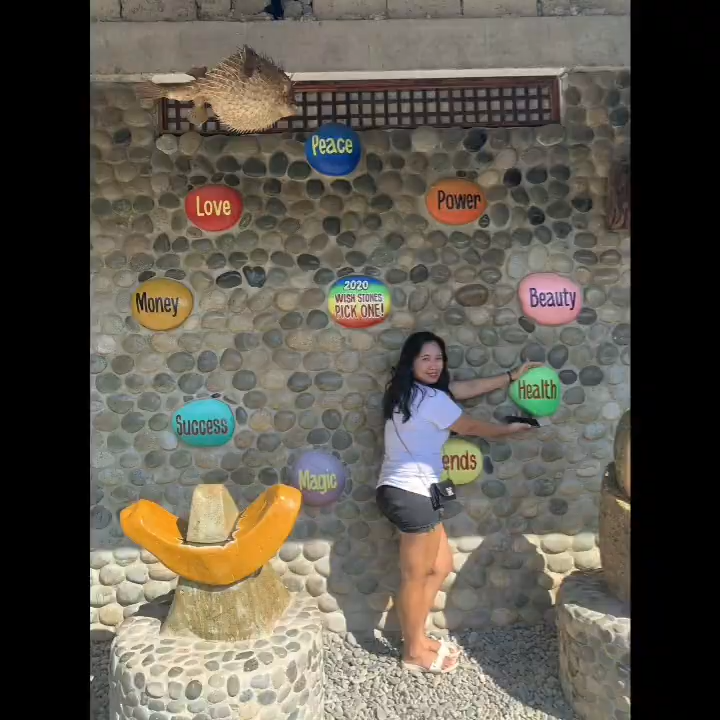 Peace
Love
Power
2020
WISH STONES
PICK ONE!
Money
Beauty
Health
Success
ends
Magic